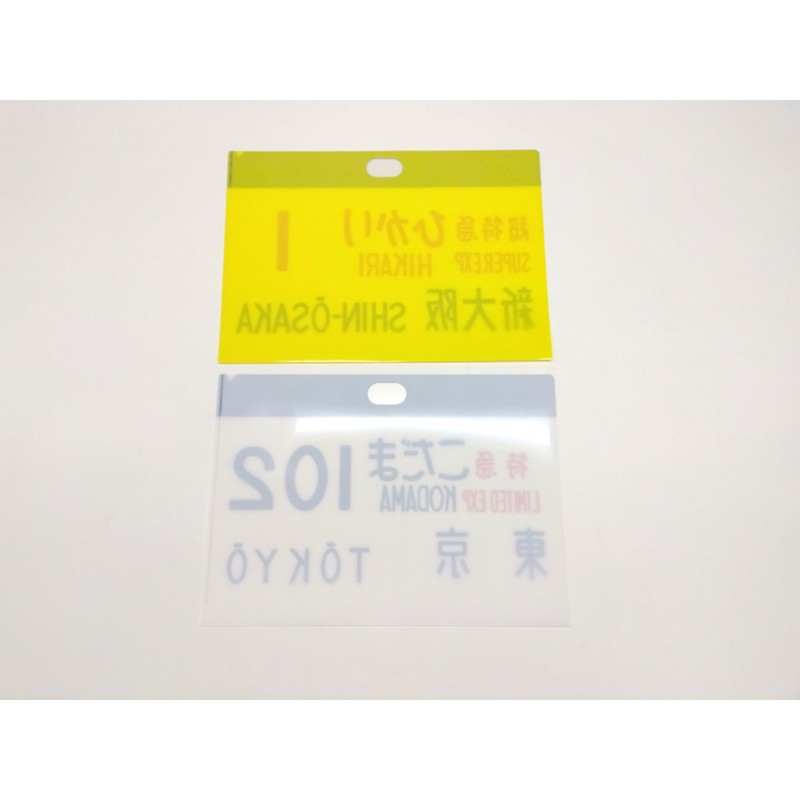 超特急 ひかり 1
SUPER EXP HIKARI
新大阪 SHIN-ŌSAKA
特急 こだま 102
LIMITED EXP KODAMA
東京 TŌKYŌ